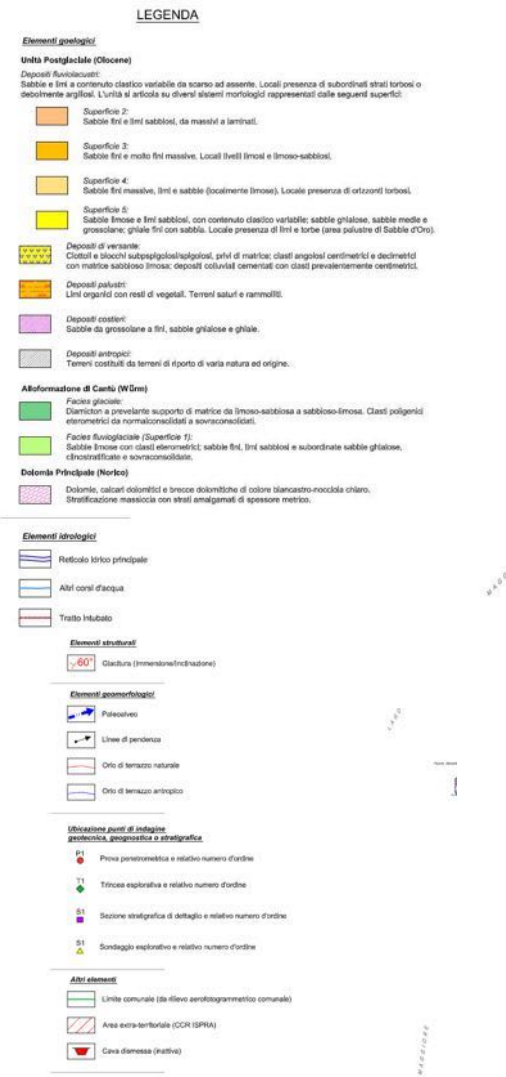 LEGENDA
Elementi goelogici
Unità Postglaciale (Olocene)
Depositi fluviolacustri:
Sabbie e limi a contenuto clastico variabile da scarso ad assente. Locali presenza di subordinati strati torbosi o
debolmente argillosi. L'unità si articola su diversi sistemi morfologici rappresentati dalle seguenti superfici:
Superficie 2:
Sabbie fini e limi sabbiosi, da massivi a laminati.
Superficie 3:
Sabbie fini e molto fini massive. Locali livelli limosi e limoso-sabbiosi.
Superficie 4:
Sabbie fini massive, limi e sabbie (localmente limose). Locale presenza di orizzonti torbosi.
Superficie 5:
Sabbie limose e limi sabbiosi, con contenuto clastico variabile; sabbie ghiaiose, sabbie medie e
grossolane; ghiaie fini con sabbia. Locale presenza di limi e torbe (area palustre di Sabbie d'Oro).
Depositi di versante:
Ciottoli e blocchi subspigolosi/spigolosi, privi di matrice; clasti angolosi centimetrici e decimetrici
con matrice sabbioso limosa; depositi colluviali cementati con clasti prevalentemente centimetrici.
Depositi palustri:
Limi organici con resti di vegetali. Terreni saturi e rammolliti.
Depositi costieri:
Sabbie da grossolane a fini, sabbie ghiaiose e ghiaie.
Depositi antropici:
Terreni costituiti da terreni di riporto di varia natura ed origine.
Alloformazione di Cantù (Würm)
Facies glaciale:
Diamicton a prevelante supporto di matrice da limoso-sabbiosa a sabbioso-limosa. Clasti poligenici
eterometrici da normalconsolidati a sovraconsolidati.
Facies fluvioglaciale (Superficie 1):
Sabbie limose con clasti eterometrici; sabbie fini, limi sabbiosi e subordinate sabbie ghiaiose,
clinostratificate e sovraconsolidate.
Dolomia Principale (Norico)
Dolomie, calcari dolomitici e brecce dolomitiche di colore biancastro-nocciola chiaro.
Stratificazione massiccia con strati amalgamati di spessore metrico.
Elementi idrologici
Reticolo idrico principale
Altri corsi d'acqua
Tratto intubato
Elementi strutturali
60° Giacitura (immersione/inclinazione)
Elementi geomorfologici
Paleoalveo
Linee di pendenza
Orlo di terrazzo naturale
Orlo di terrazzo antropico
LAGO
Ubicazione punti di indagine
geotecnica, geognostica o stratigrafica
P1 Prova penetrometrica e relativo numero d'ordine
T1 Trincea esplorativa e relativo numero d'ordine
S1 Sezione stratigrafica di dettaglio e relativo numero d'ordine
S1 Sondaggio esplorativo e relativo numero d'ordine
Altri elementi
Limite comunale (da rilievo aerofotogrammetrico comunale)
Area extra-territoriale (CCR ISPRA)
Cava dismessa (inattiva)
MAGGIORE